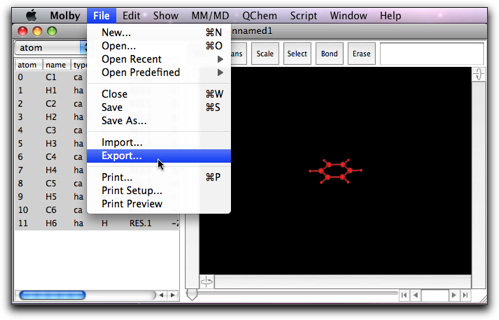 Molby File Edit Show MM/MD QChem Script Window Help
nnamed1
atom
ans Scale Select Bond Erase
New... ⌘N
Open... ⌘O
Open Recent
Open Predefined
Close ⌘W
Save ⌘S
Save As...
Import...
Export...
Print... ⌘P
Print Setup...
Print Preview
atom name type
0 C1 ca
1 H1 ha
2 C2 ca
3 H2 ha
4 C3 ca
5 H3 ha
6 C4 ca
7 H4 ha
8 C5 ca
9 H5 ha
10 C6 ca
11 H6 ha H RES.1